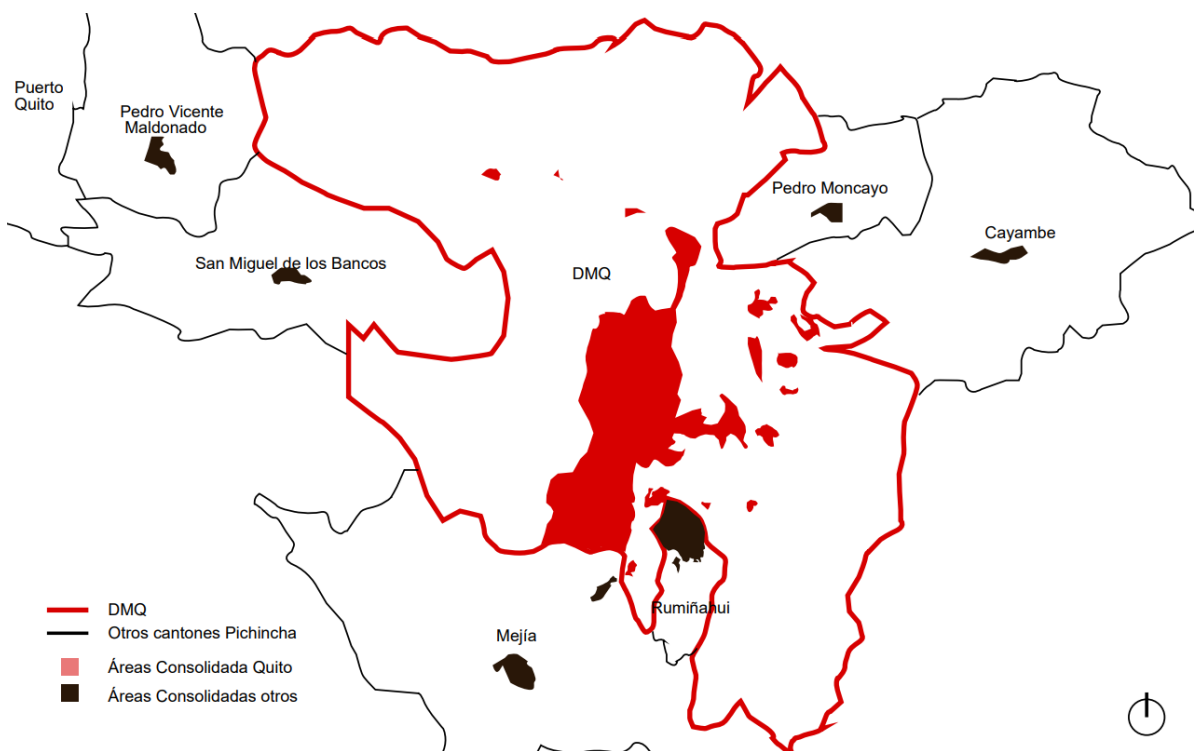 Puerto
Quito
Pedro Vicente
Maldonado
Pedro Moncayo
Cayambe
San Miguel de los Bancos
DMQ
Rumiñahui
Mejía
DMQ
Otros cantones Pichincha
Áreas Consolidada Quito
Áreas Consolidadas otros